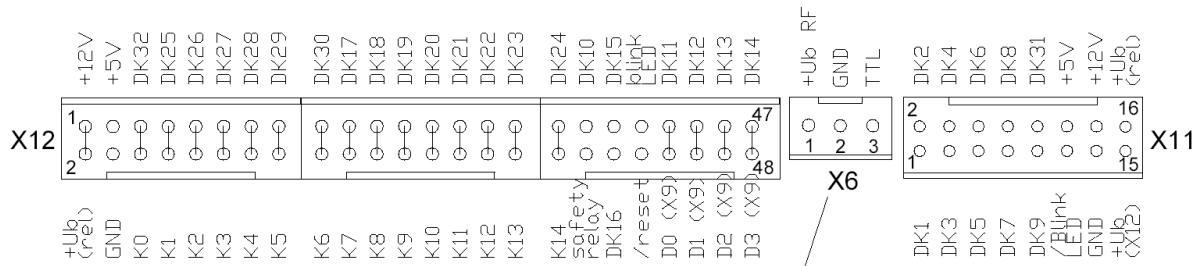 +12V
+5V
DK32
DK25
DK26
DK27
DK28
DK29
DK30
DK17
DK18
DK19
DK20
DK21
DK22
DK23
DK24
DK10
DK15
blink
LED
DK11
DK12
DK13
DK14
+Ub RF
GND
TTL
DK2
DK4
DK6
DK8
DK31
+5V
+12V
+Ub
(rel)
1
47
2
16
X12
X11
2
48
1
2
3
1
15
X6
+Ub
(rel)
GND
K0
K1
K2
K3
K4
K5
K6
K7
K8
K9
K10
K11
K12
K13
K14
safety
relay
DK16
/reset
D0 (X9)
D1 (X9)
D2 (X9)
D3 (X9)
DK1
DK3
DK5
DK7
DK9
/Blink
LED
GND
+Ub
(X12)